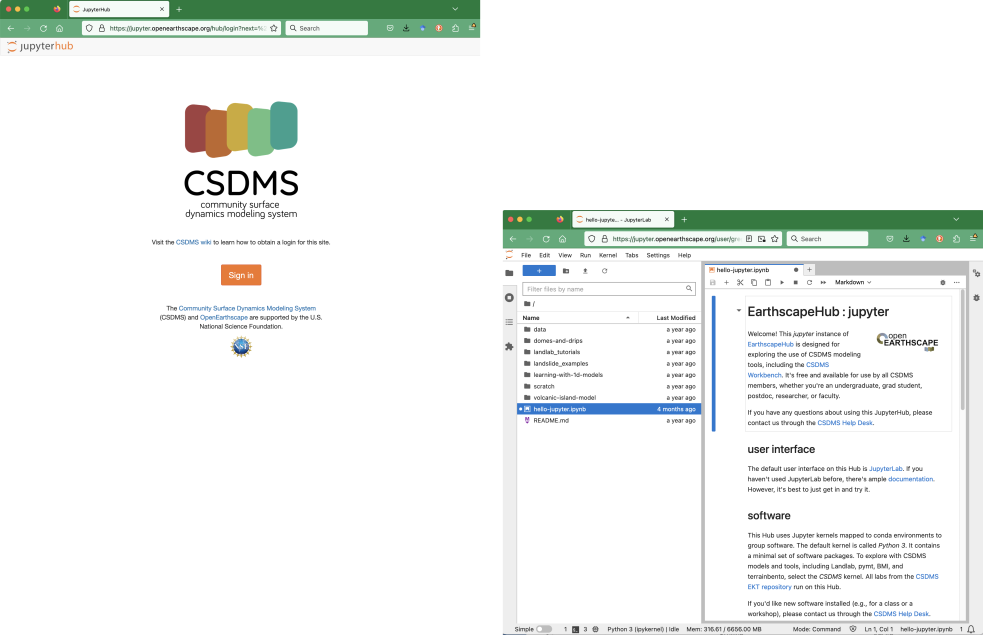 JupyterHub
https://jupyter.openearthscape.org/hub/login?next=%2
Search
jupyterhub
CSDMS
community surface
dynamics modeling system
Visit the CSDMS wiki to learn how to obtain a login for this site.
Sign in
The Community Surface Dynamics Modeling System
(CSDMS) and OpenEarthscape are supported by the U.S.
National Science Foundation.
NSF
hello-jupyte… - JupyterLab
https://jupyter.openearthscape.org/user/gre
Search
File Edit View Run Kernel Tabs Settings Help
+
Filter files by name
/
Name Last Modified
data a year ago
domes-and-drips a year ago
landlab_tutorials a year ago
landslide_examples a year ago
learning-with-1d-models a year ago
scratch a year ago
volcanic-island-model a year ago
hello-jupyter.ipynb 4 months ago
README.md a year ago
hello-jupyter.ipynb
Markdown
EarthscapeHub : jupyter
open
EARTHSCAPE
Welcome! This jupyter instance of
EarthscapeHub is designed for
exploring the use of CSDMS modeling
tools, including the CSDMS
Workbench. It's free and available for use by all CSDMS
members, whether you're an undergraduate, grad student,
postdoc, researcher, or faculty.
If you have any questions about using this JupyterHub, please
contact us through the CSDMS Help Desk.
user interface
The default user interface on this Hub is JupyterLab. If you
haven't used JupyterLab before, there's ample documentation.
However, it's best to just get in and try it.
software
This Hub uses Jupyter kernels mapped to conda environments to
group software. The default kernel is called Python 3. It contains
a minimal set of software packages. To explore with CSDMS
models and tools, including Landlab, pymt, BMI, and
terrainbento, select the CSDMS kernel. All labs from the CSDMS
EKT repository run on this Hub.
If you'd like new software installed (e.g., for a class or a
workshop), please contact us through the CSDMS Help Desk.
Simple 1 3 Python 3 (ipykernel) | Idle Mem: 316.61 / 6656.00 MB Mode: Command Ln 1, Col 1 hello-jupyter.ipynb 1